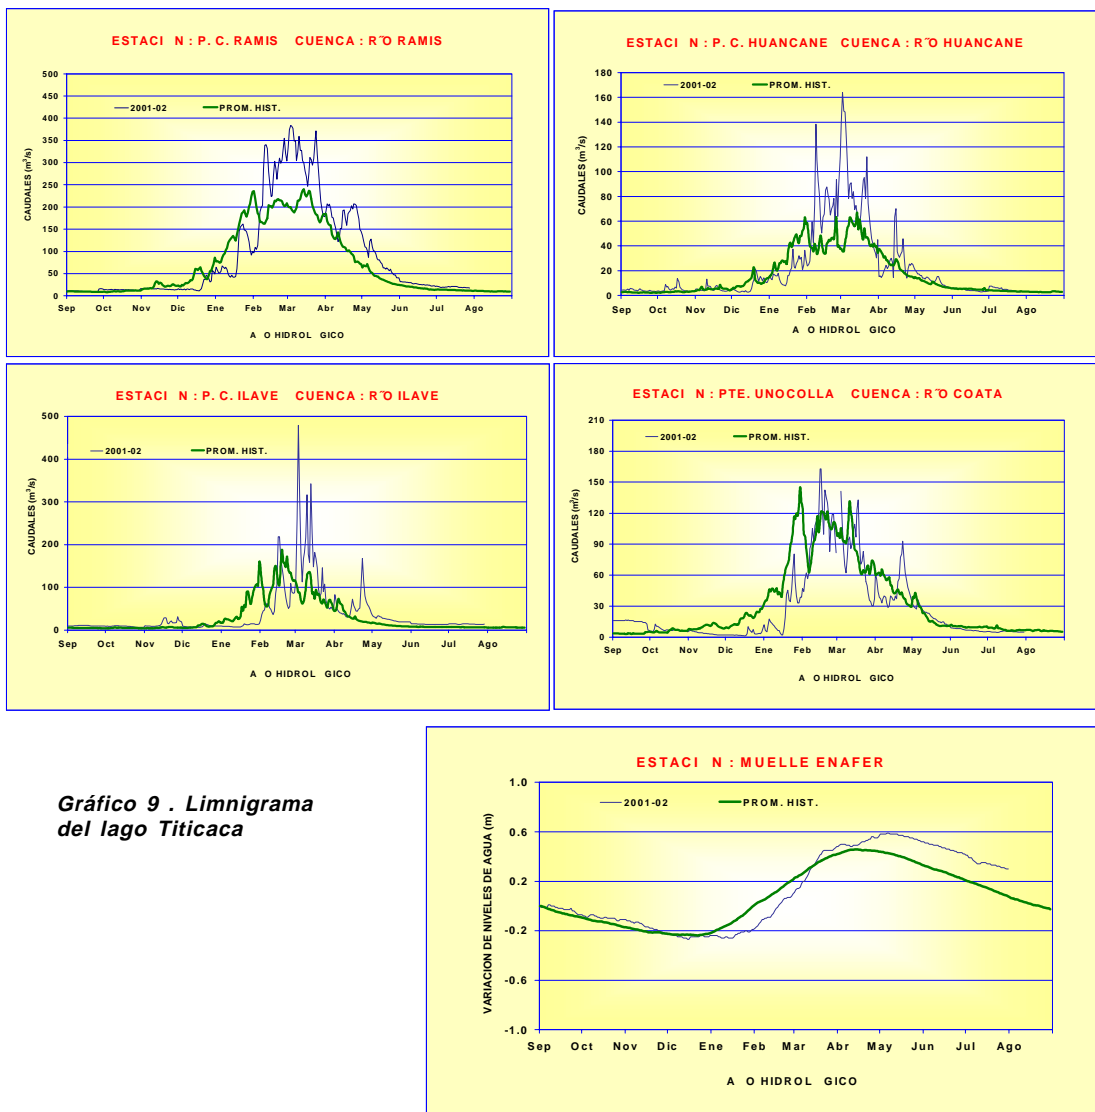 ESTACI N : P. C. RAMIS CUENCA : R˝O RAMIS
500
450
400
350
300
250
200
150
100
50
0
CAUDALES (m³/s)
2001-02 PROM. HIST.
Sep Oct Nov Dic Ene Feb Mar Abr May Jun Jul Ago
A O HIDROL GICO
ESTACI N : P. C. HUANCANE CUENCA : R˝O HUANCANE
180
160
140
120
100
80
60
40
20
0
CAUDALES (m³/s)
2001-02 PROM. HIST.
Sep Oct Nov Dic Ene Feb Mar Abr May Jun Jul Ago
A O HIDROL GICO
ESTACI N : P. C. ILAVE CUENCA : R˝O ILAVE
500
400
300
200
100
0
CAUDALES (m³/s)
2001-02 PROM. HIST.
Sep Oct Nov Dic Ene Feb Mar Abr May Jun Jul Ago
A O HIDROL GICO
ESTACI N : PTE. UNOCOLLA CUENCA : R˝O COATA
210
180
150
120
90
60
30
0
CAUDALES (m³/s)
2001-02 PROM. HIST.
Sep Oct Nov Dic Ene Feb Mar Abr May Jun Jul Ago
A O HIDROL GICO
Gráfico 9 . Limnigrama
del lago Titicaca
ESTACI N : MUELLE ENAFER
1.0
0.6
0.2
-0.2
-0.6
-1.0
VARIACION DE NIVELES DE AGUA (m)
2001-02 PROM. HIST.
Sep Oct Nov Dic Ene Feb Mar Abr May Jun Jul Ago
A O HIDROL GICO